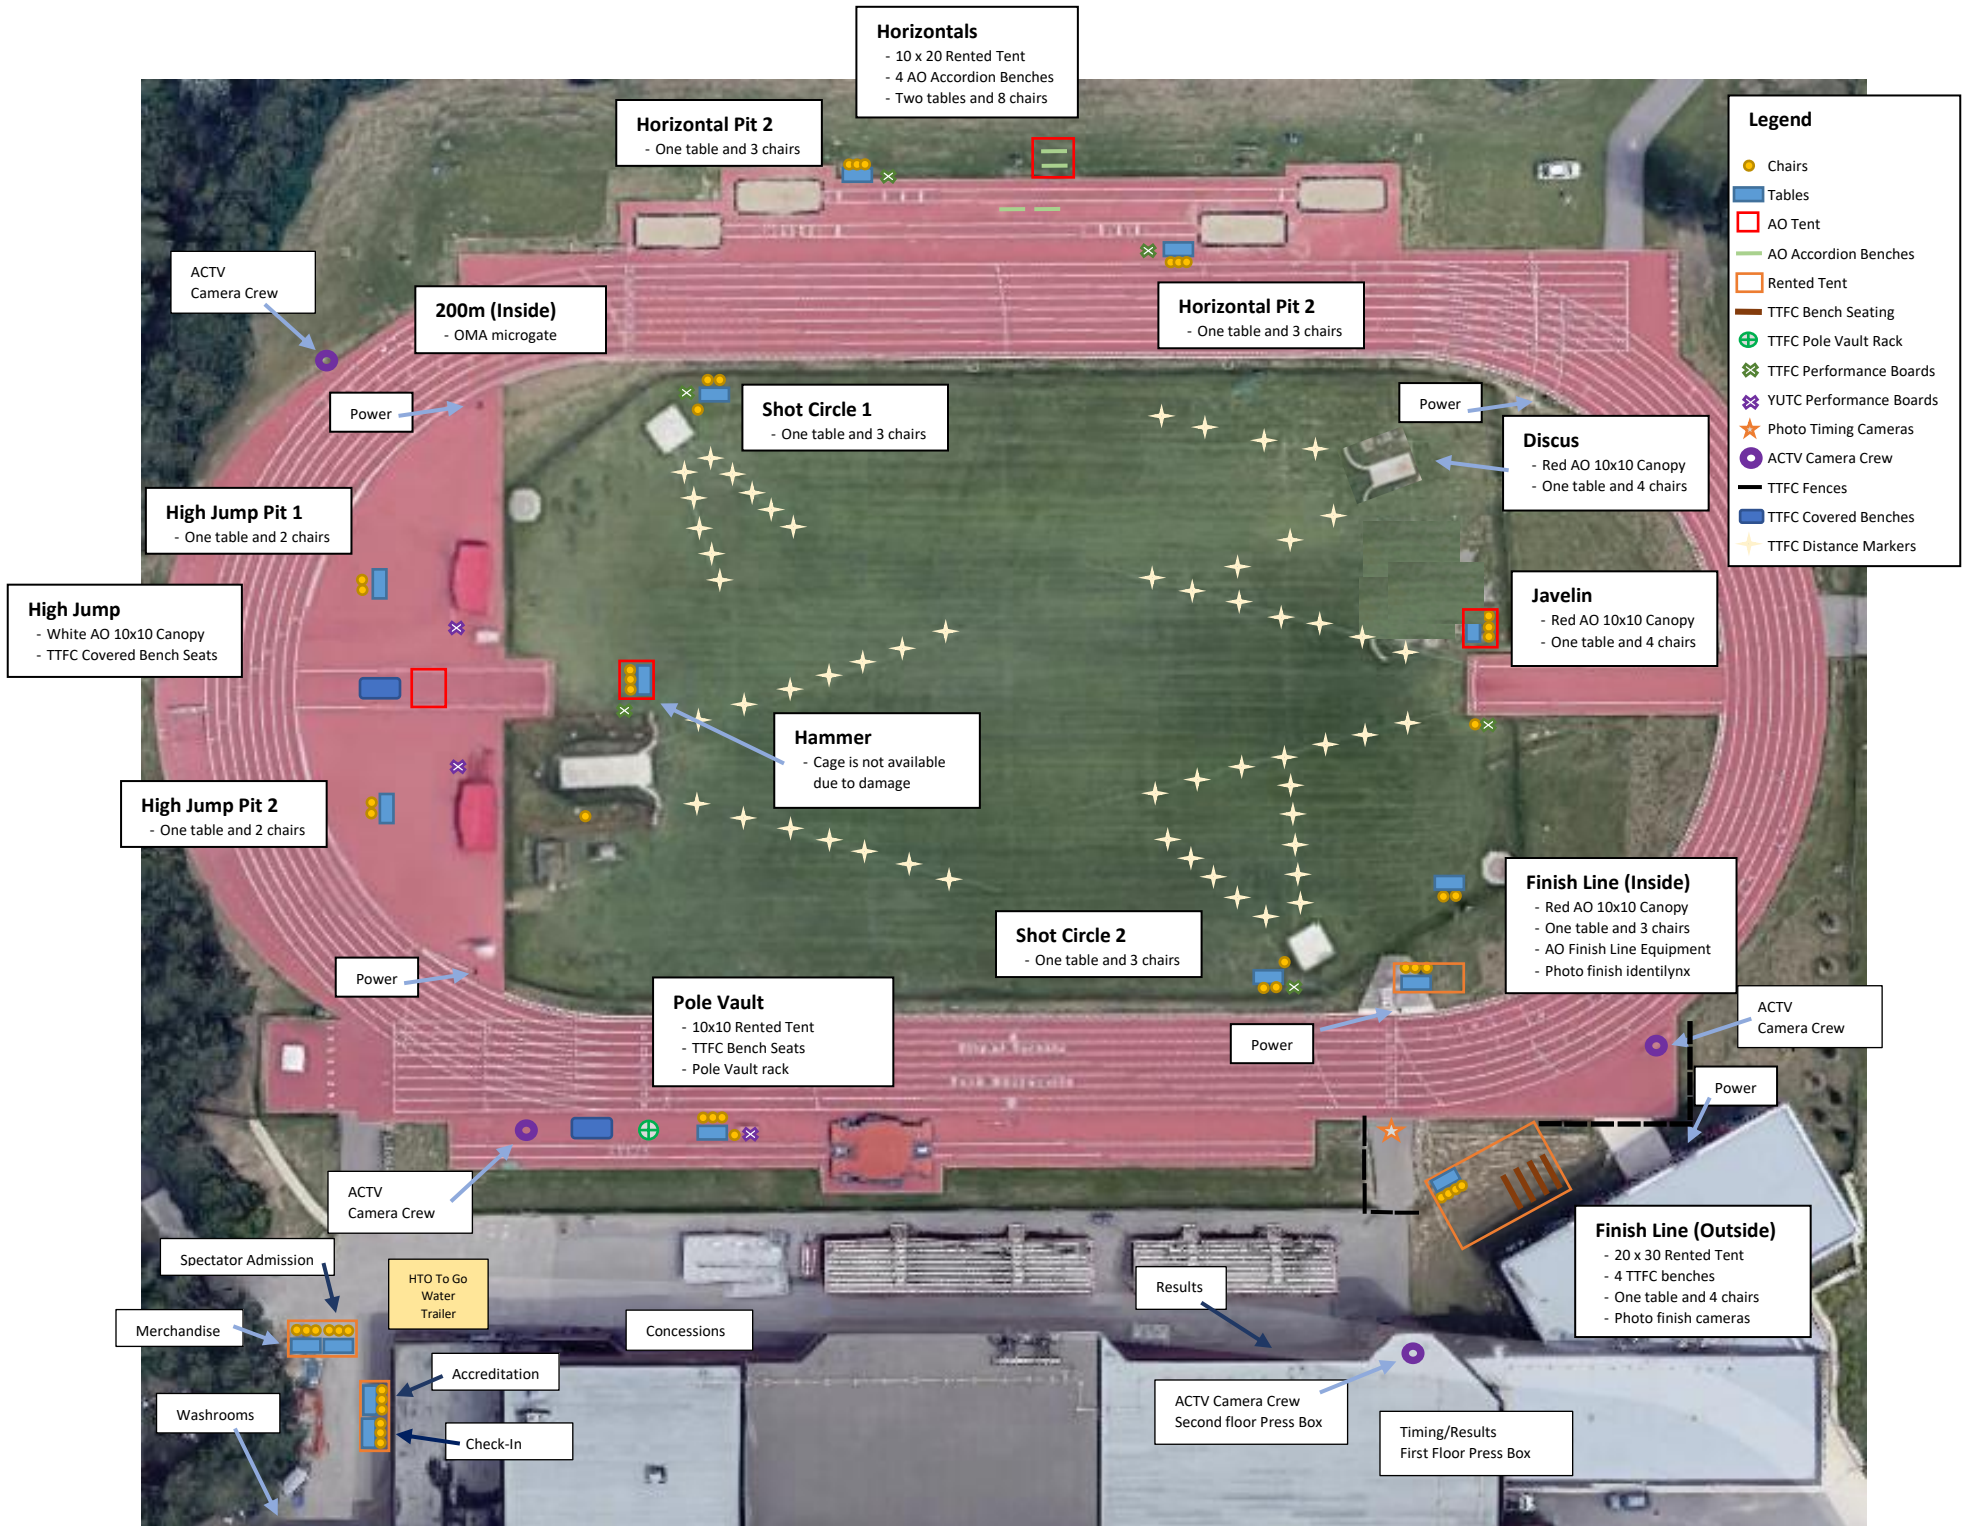 Horizontals
- 10 x 20 Rented Tent
- 4 AO Accordion Benches
- Two tables and 8 chairs
Horizontal Pit 2
- One table and 3 chairs
Legend
Chairs
Tables
AO Tent
AO Accordion Benches
Rented Tent
TTFC Bench Seating
TTFC Pole Vault Rack
TTFC Performance Boards
YUTC Performance Boards
Photo Timing Cameras
ACTV Camera Crew
TTFC Fences
TTFC Covered Benches
TTFC Distance Markers
ACTV
Camera Crew
200m (Inside)
- OMA microgate
Horizontal Pit 2
- One table and 3 chairs
Power
Shot Circle 1
- One table and 3 chairs
Power
Discus
- Red AO 10x10 Canopy
- One table and 4 chairs
High Jump Pit 1
- One table and 2 chairs
High Jump
- White AO 10x10 Canopy
- TTFC Covered Bench Seats
Javelin
- Red AO 10x10 Canopy
- One table and 4 chairs
Hammer
- Cage is not available
due to damage
High Jump Pit 2
- One table and 2 chairs
Finish Line (Inside)
- Red AO 10x10 Canopy
- One table and 3 chairs
- AO Finish Line Equipment
- Photo finish identilynx
Shot Circle 2
- One table and 3 chairs
Power
Pole Vault
- 10x10 Rented Tent
- TTFC Bench Seats
- Pole Vault rack
Power
ACTV
Camera Crew
Power
ACTV
Camera Crew
Finish Line (Outside)
- 20 x 30 Rented Tent
- 4 TTFC benches
- One table and 4 chairs
- Photo finish cameras
Spectator Admission
HTO To Go
Water
Trailer
Results
Merchandise
Concessions
Accreditation
Washrooms
Check-In
ACTV Camera Crew
Second floor Press Box
Timing/Results
First Floor Press Box